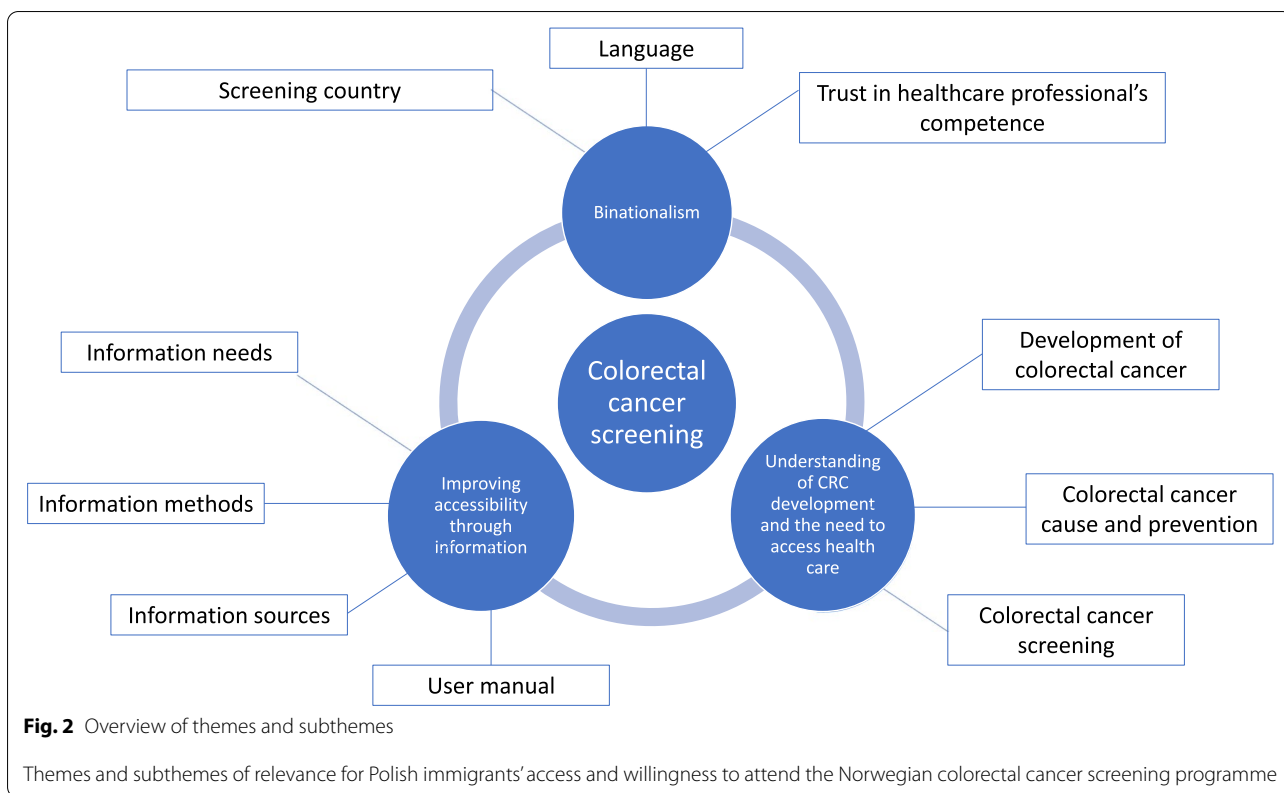 Language
Screening country
Trust in healthcare professional's
competence
Binationalism
Information needs
Development of
colorectal cancer
Colorectal
cancer
screening
Information methods
Improving
accessibility
through
information
Understanding
of CRC
development
and the need to
access health
care
Colorectal cancer
cause and prevention
Information sources
Colorectal cancer
screening
User manual
Fig. 2 Overview of themes and subthemes
Themes and subthemes of relevance for Polish immigrants' access and willingness to attend the Norwegian colorectal cancer screening programme